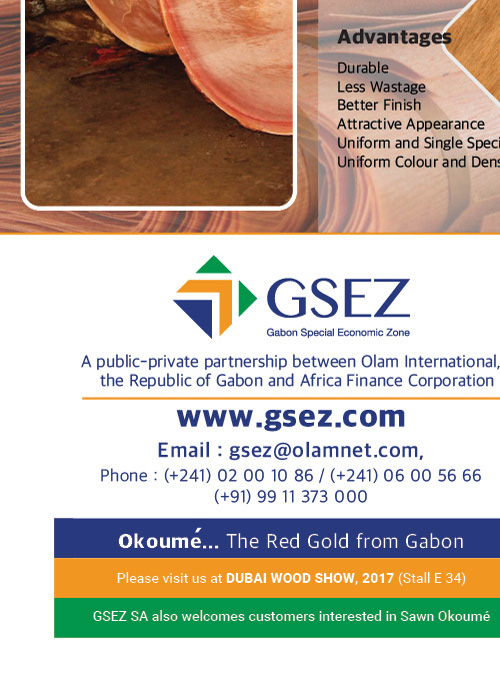 Advantages
Durable
Less Wastage
Better Finish
Attractive Appearance
Uniform and Single
Uniform Colour and
GSEZ
Gabon Special Economic Zone
A public-private partnership between Olam International,
the Republic of Gabon and Africa Finance Corporation
www.gsez.com
Email : gsez@olamnet.com,
Phone : (+241) 02 00 10 86 / (+241) 06 00 56 66
(+91) 99 11 373 000
Okoumé... The Red Gold from Gabon
Please visit us at DUBAI WOOD SHOW, 2017 (Stall E 34)
GSEZ SA also welcomes customers interested in Sawn Okoumé